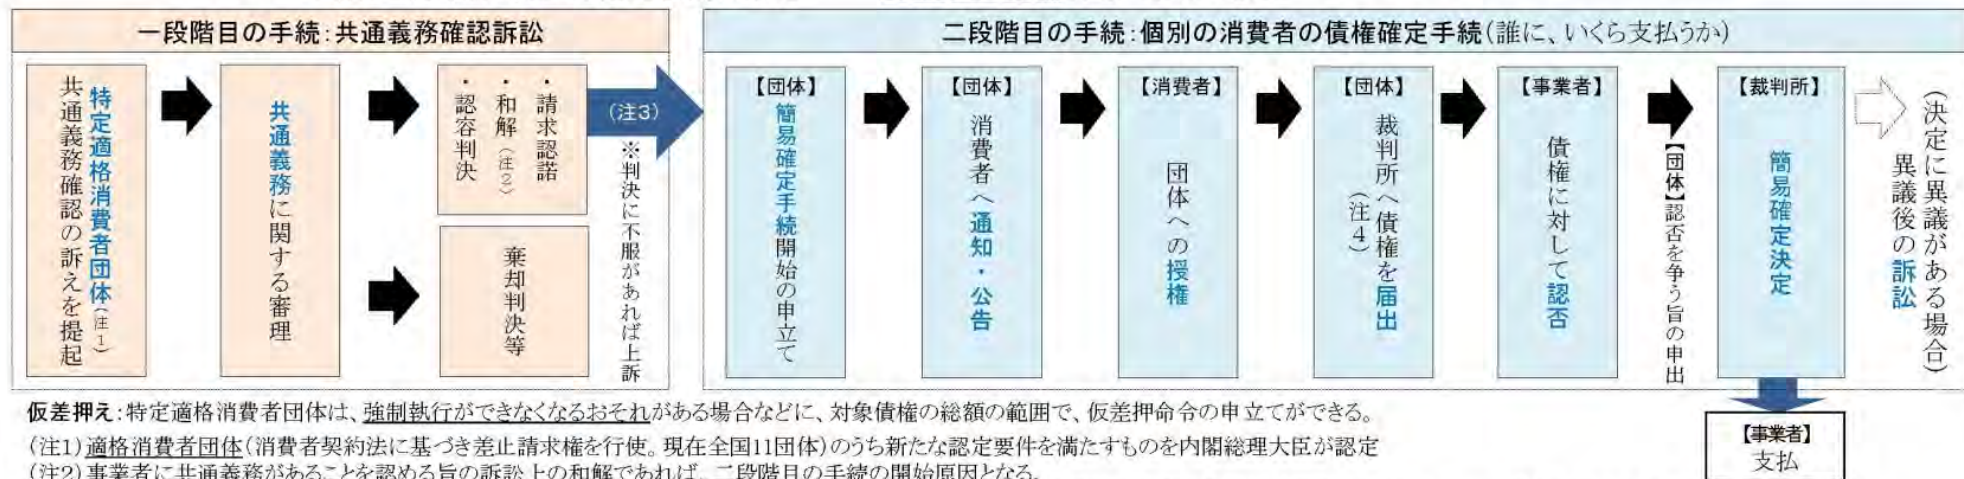 一段階目の手続：共通義務確認訴訟
特定適格消費者団体（注1）
共通義務確認の訴えを提起
共通義務に関する審理
・請求認諾
・和解（注2）
・認容判決
棄却判決等
（注3）
※判決に不服があれば上訴
二段階目の手続：個別の消費者の債権確定手続（誰に、いくら支払うか）
【団体】
簡易確定手続開始の申立て
【団体】
消費者へ通知・公告
【消費者】
団体への授権
【団体】
裁判所へ債権を届出
（注4）
【事業者】
債権に対して認否
【団体】認否を争う旨の申出
【裁判所】
簡易確定決定
（決定に異議がある場合）
異議後の訴訟
【事業者】
支払
仮差押え：特定適格消費者団体は、強制執行ができなくなるおそれがある場合などに、対象債権の総額の範囲で、仮差押命令の申立てができる。
（注1）適格消費者団体（消費者契約法に基づき差止請求権を行使。現在全国11団体）のうち新たな認定要件を満たすものを内閣総理大臣が認定
（注2）事業者に共通義務があることを認める旨の訴訟上の和解であれば、二段階目の手続の開始原因となる。